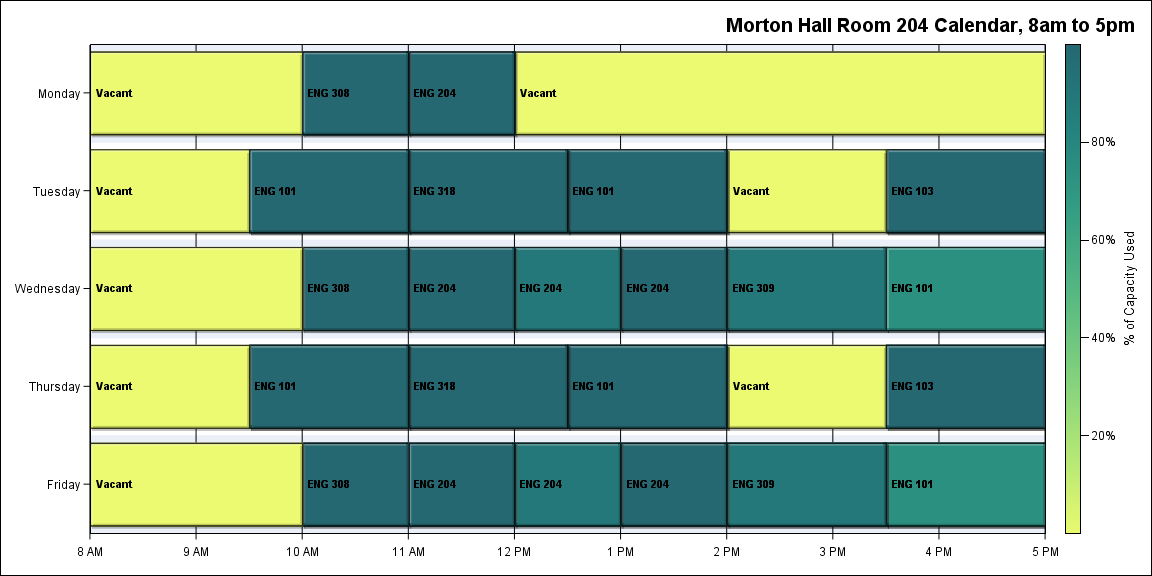 Morton Hall Room 204 Calendar, 8am to 5pm
Monday Vacant ENG 308 ENG 204 Vacant
Tuesday Vacant ENG 101 ENG 318 ENG 101 Vacant ENG 103
Wednesday Vacant ENG 308 ENG 204 ENG 204 ENG 204 ENG 309 ENG 101
Thursday Vacant ENG 101 ENG 318 ENG 101 Vacant ENG 103
Friday Vacant ENG 308 ENG 204 ENG 204 ENG 204 ENG 309 ENG 101
8 AM 9 AM 10 AM 11 AM 12 PM 1 PM 2 PM 3 PM 4 PM 5 PM
80%
60%
40%
20%
% of Capacity Used